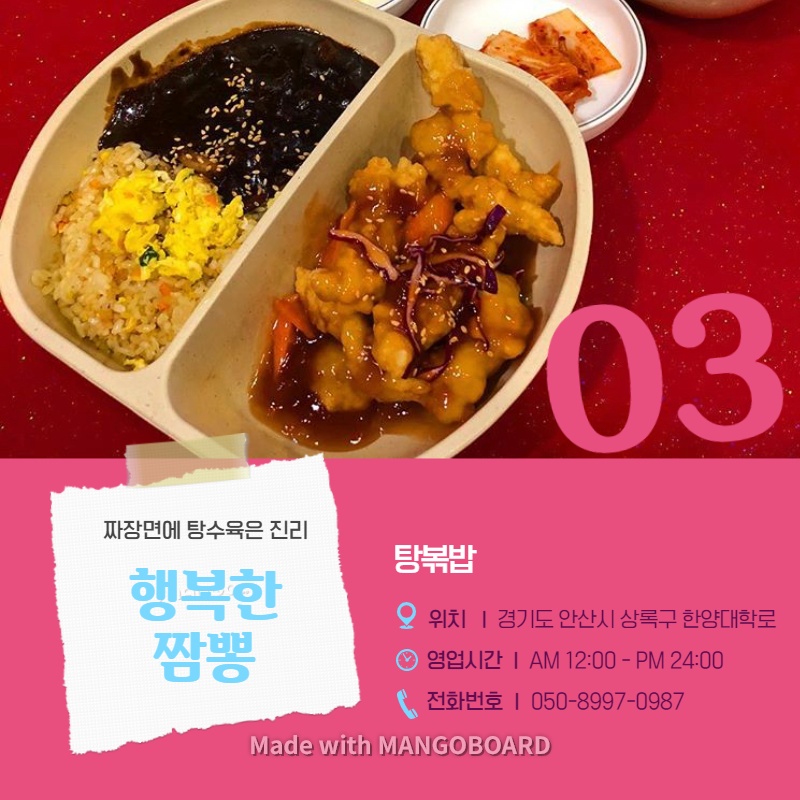 03
짜장면에 탕수육은 진리
행복한
짬뽕
탕볶밥
위치 | 경기도 안산시 상록구 한양대학로
영업시간 | AM 12:00 - PM 24:00
전화번호 | 050-8997-0987
Made with MANGOBOARD